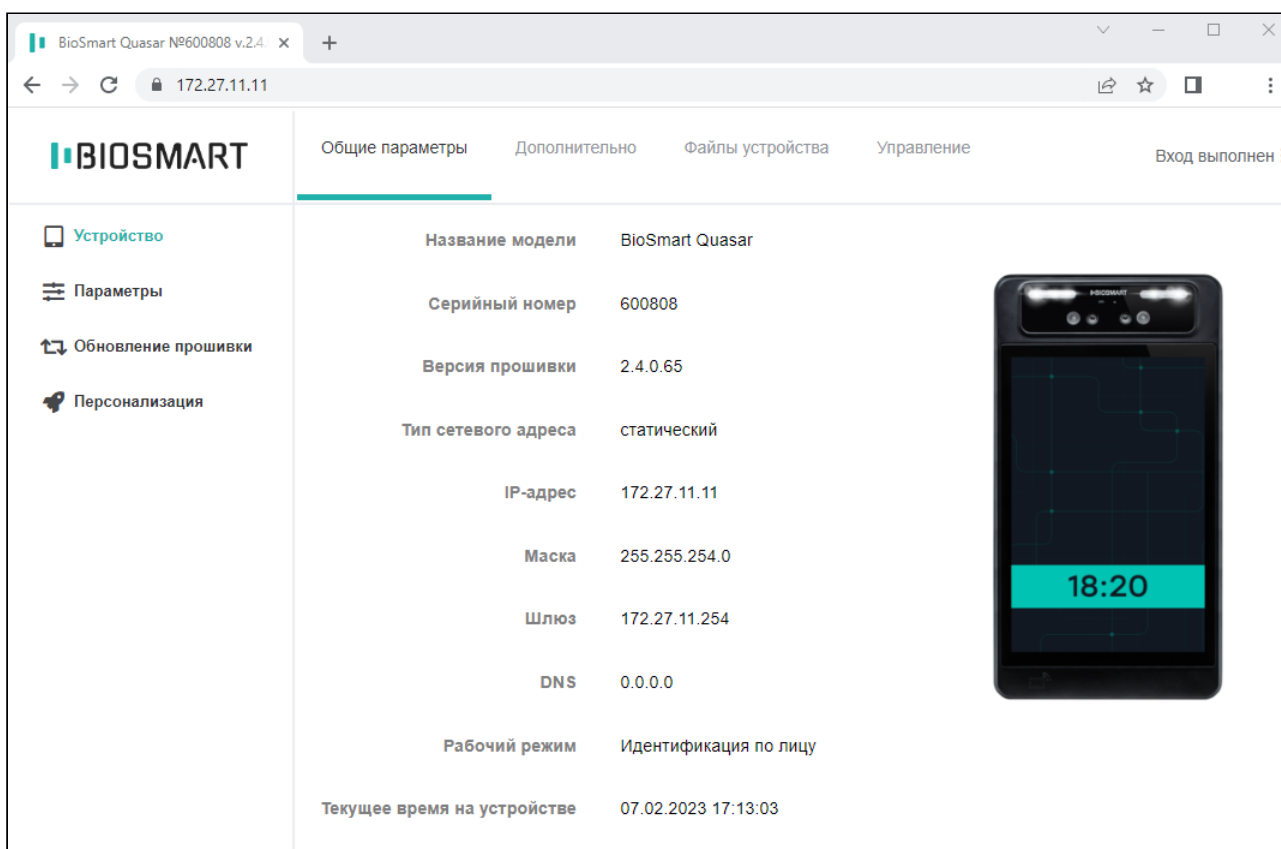 BioSmart Quasar №600808 v.2.4.
172.27.11.11
BIOSMART
Общие параметры
Дополнительно
Файлы устройства
Управление
Вход выполнен
Устройство
Параметры
Обновление прошивки
Персонализация
Название модели BioSmart Quasar
Серийный номер 600808
Версия прошивки 2.4.0.65
Тип сетевого адреса статический
IP-адрес 172.27.11.11
Маска 255.255.254.0
Шлюз 172.27.11.254
DNS 0.0.0.0
Рабочий режим Идентификация по лицу
Текущее время на устройстве 07.02.2023 17:13:03
BIOSMART
18:20